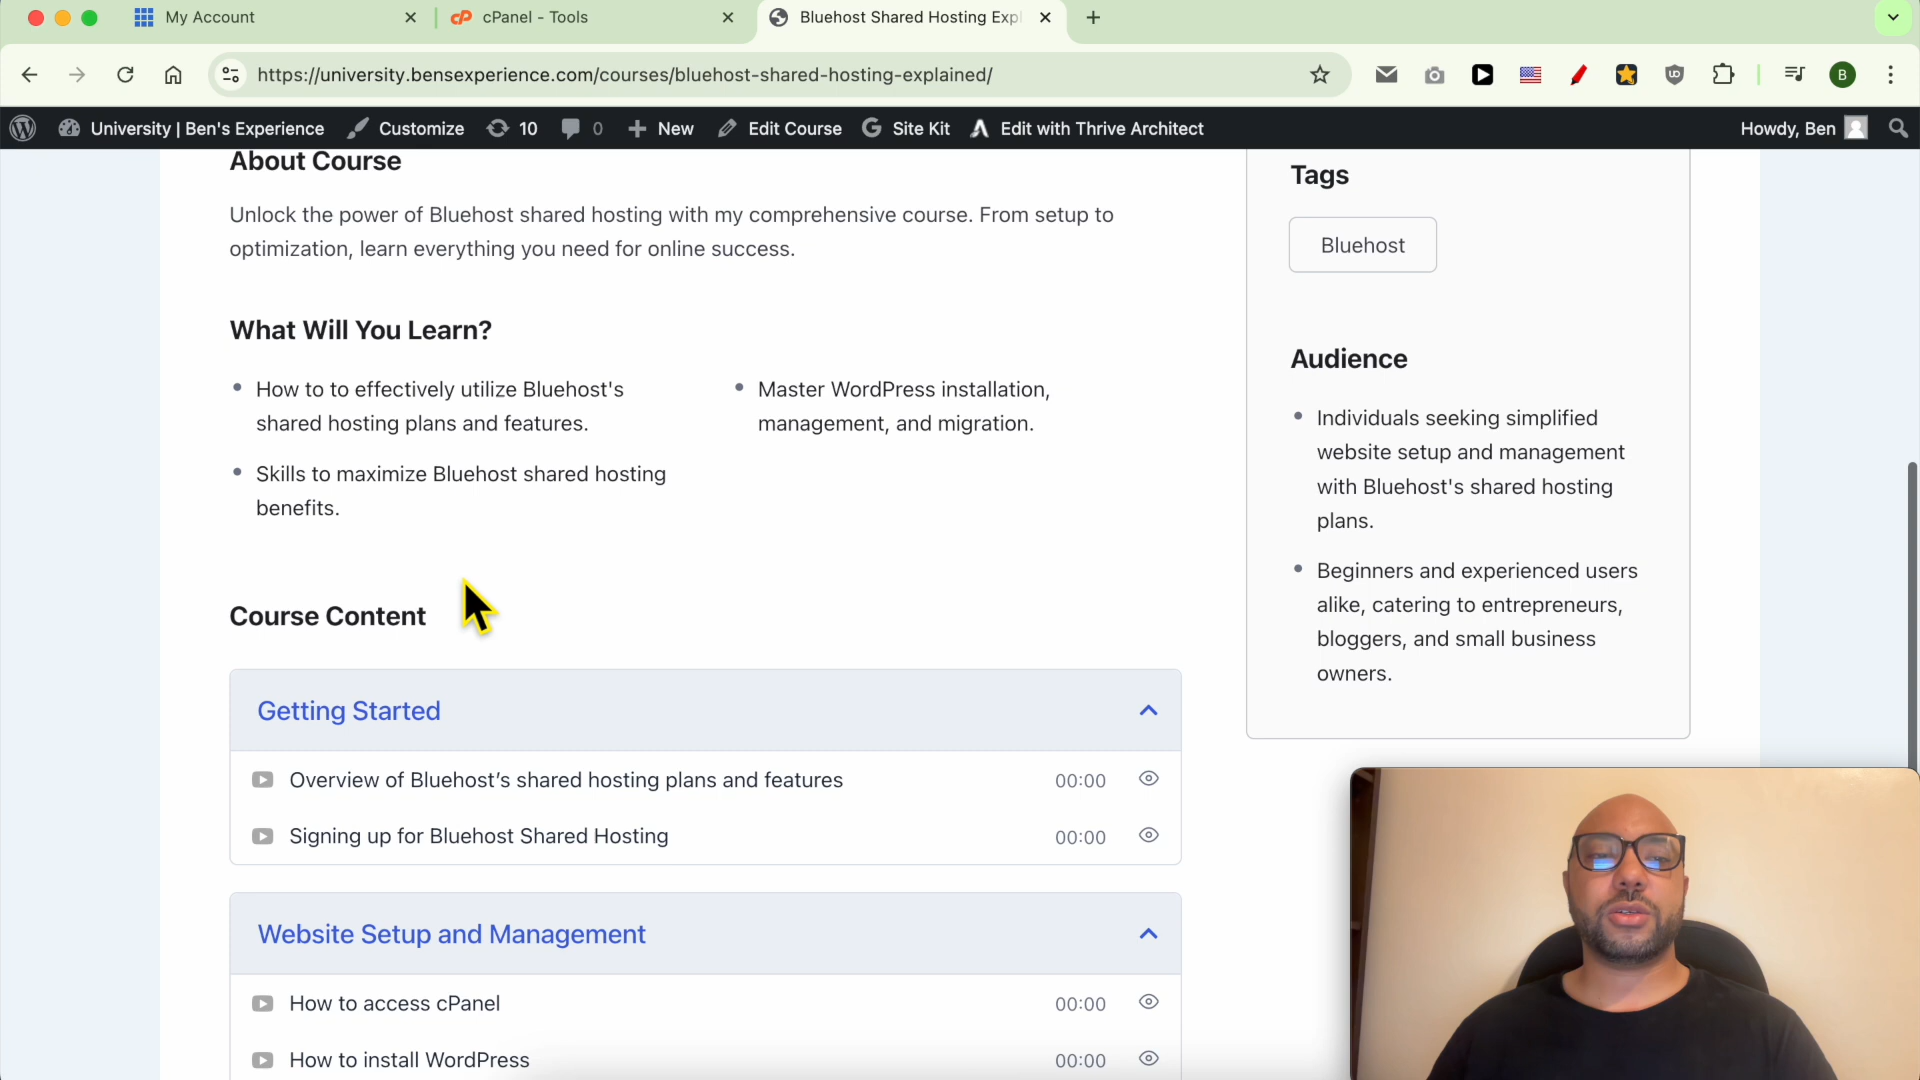 My Account
cPanel - Tools
Bluehost Shared Hosting Exp
https://university.bensexperience.com/courses/bluehost-shared-hosting-explained/
B
University | Ben's Experience
Customize
10
0
New
Edit Course
Site Kit
Edit with Thrive Architect
Howdy, Ben
About Course
Unlock the power of Bluehost shared hosting with my comprehensive course. From setup to
optimization, learn everything you need for online success.
What Will You Learn?
How to to effectively utilize Bluehost's
shared hosting plans and features.
Skills to maximize Bluehost shared hosting
benefits.
Master WordPress installation,
management, and migration.
Course Content
Getting Started
Overview of Bluehost’s shared hosting plans and features 00:00
Signing up for Bluehost Shared Hosting 00:00
Website Setup and Management
How to access cPanel 00:00
How to install WordPress 00:00
Tags
Bluehost
Audience
Individuals seeking simplified
website setup and management
with Bluehost's shared hosting
plans.
Beginners and experienced users
alike, catering to entrepreneurs,
bloggers, and small business
owners.